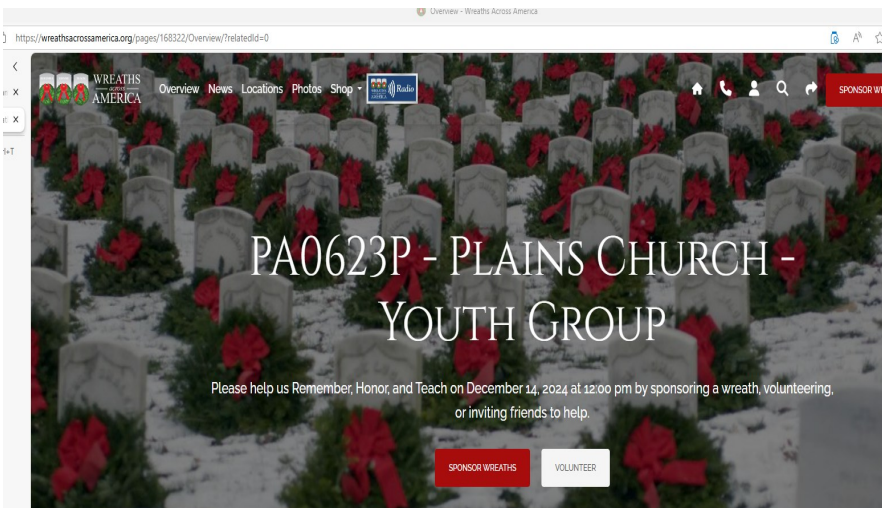 Overview - Wreaths Across America
https://wreathsacrossamerica.org/pages/168322/Overview/?relatedId=0
WREATHS
across
AMERICA
Overview News Locations Photos Shop
Radio
SPONSOR
PA0623P - PLAINS CHURCH -
YOUTH GROUP
Please help us Remember, Honor, and Teach on December 14, 2024 at 12:00 pm by sponsoring a wreath, volunteering,
or inviting friends to help.
SPONSOR WREATHS VOLUNTEER